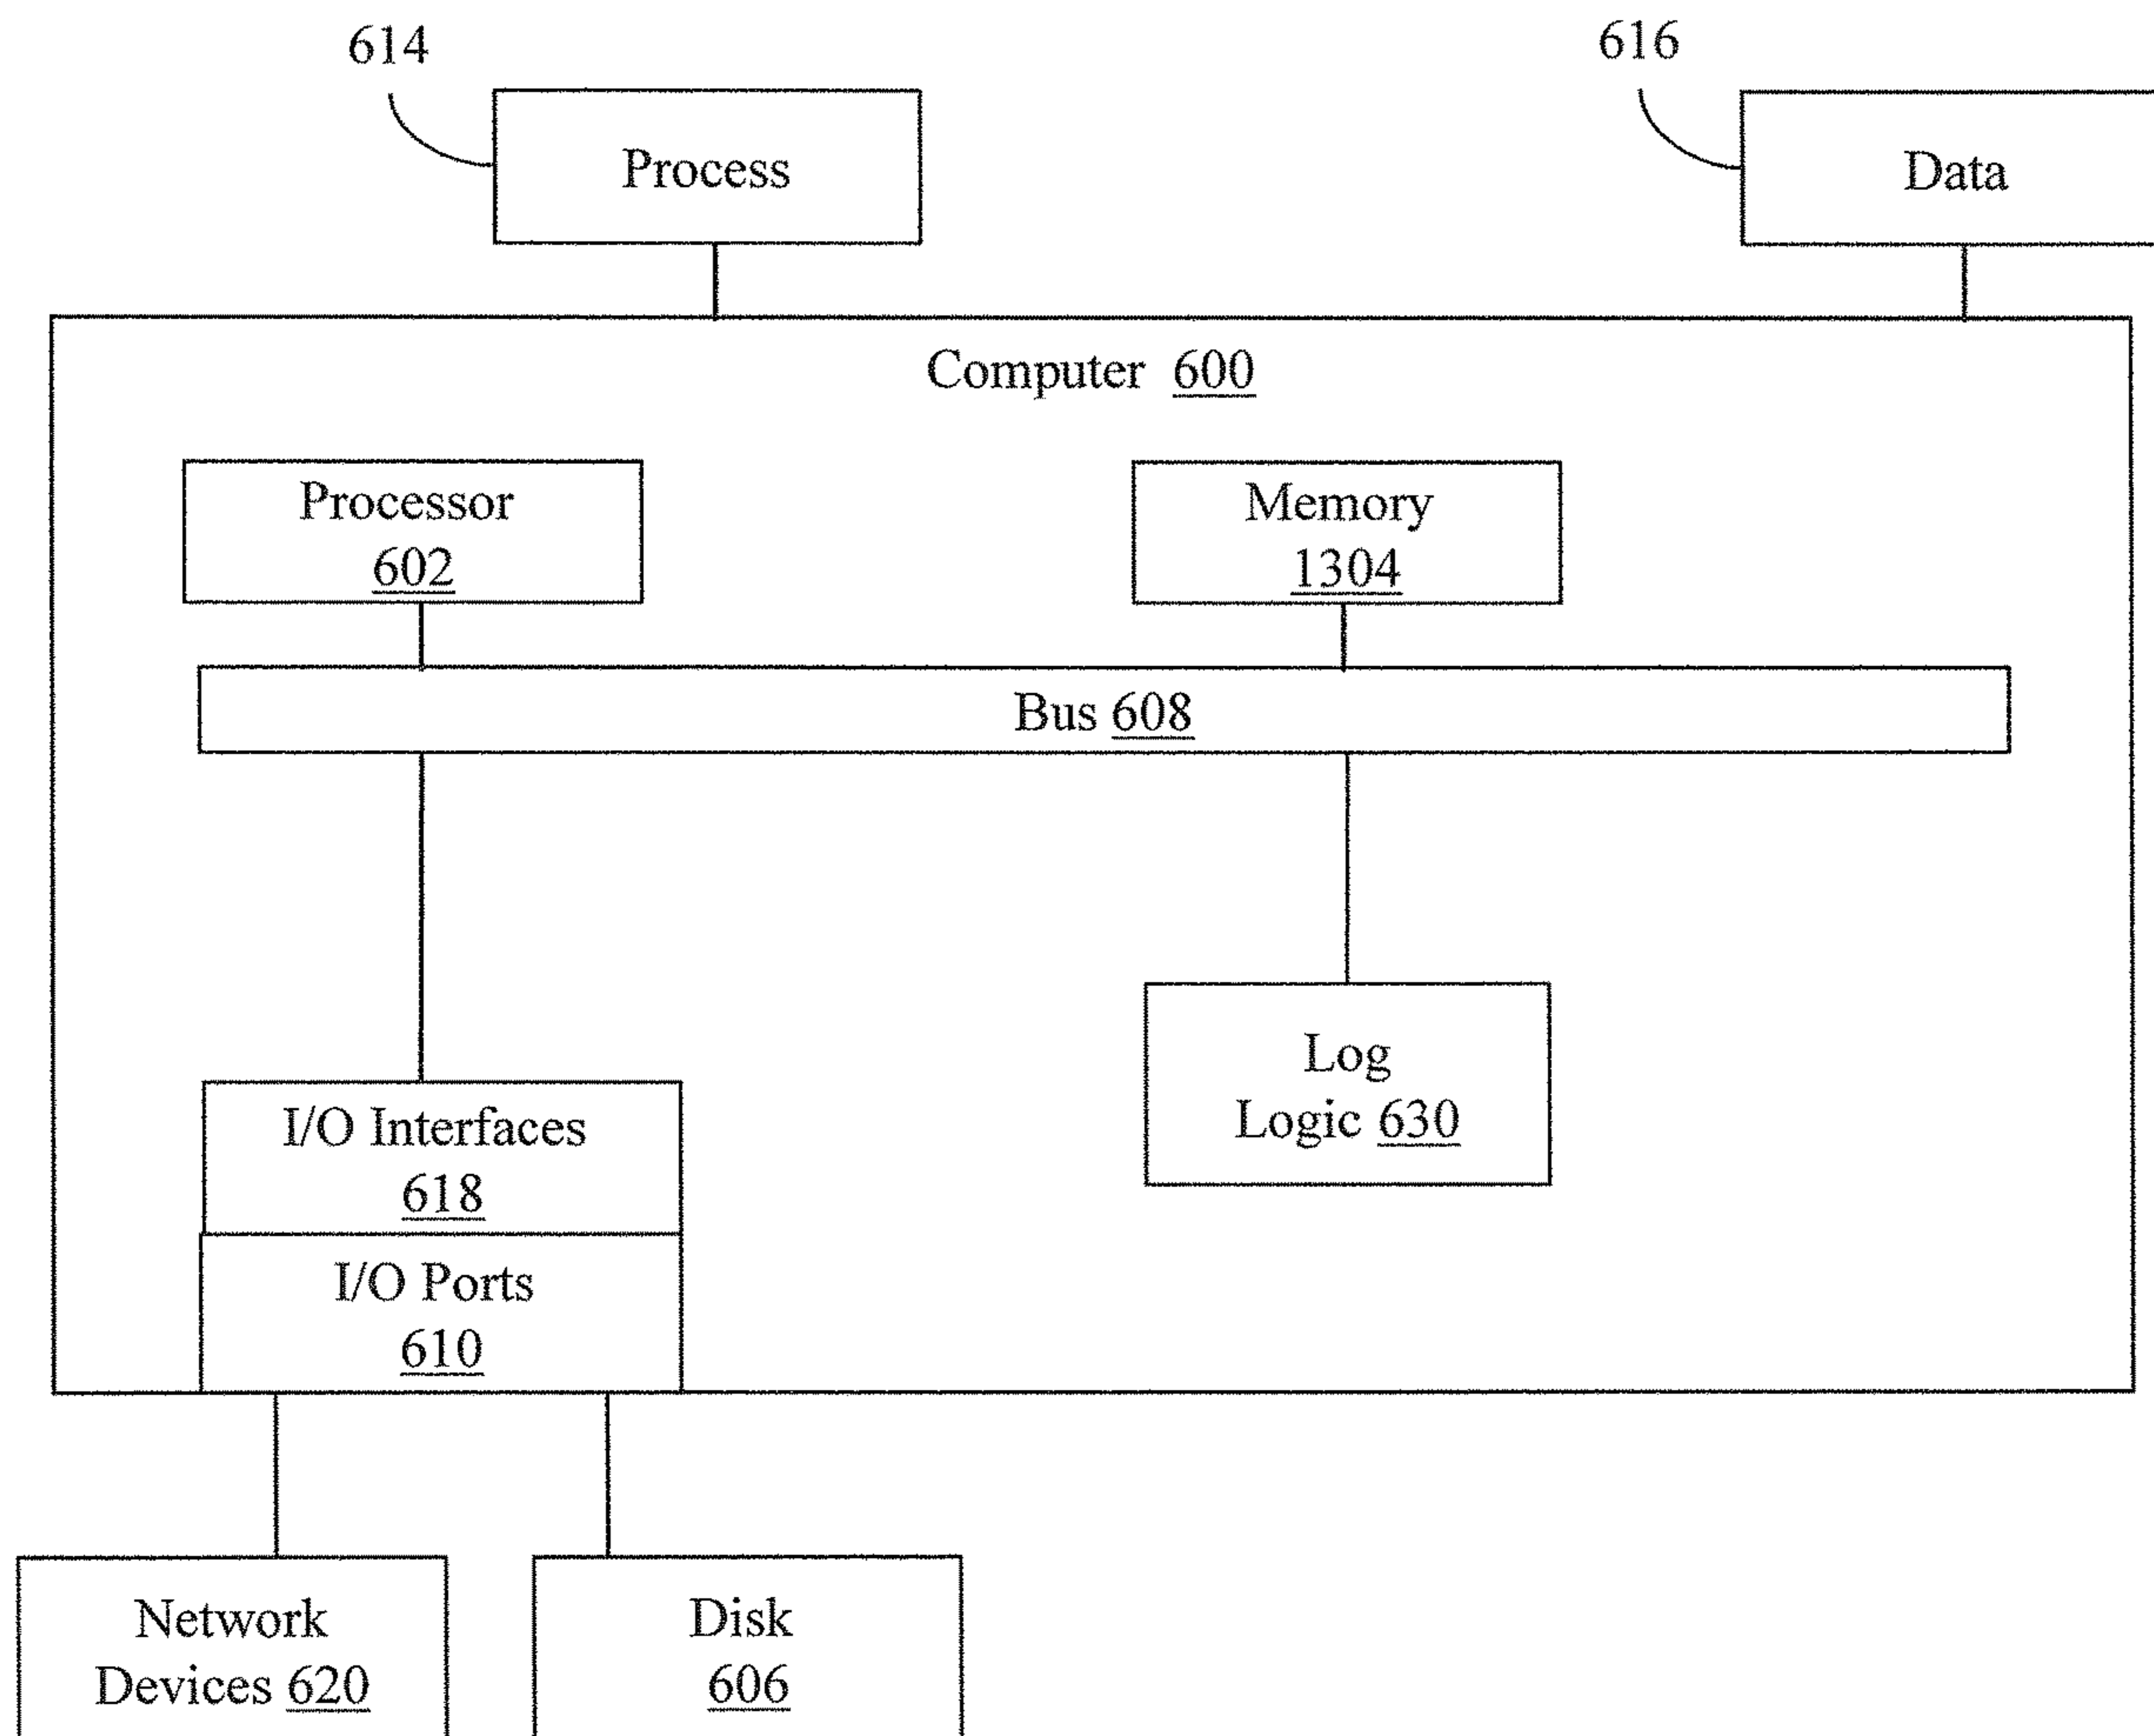 614
616
Process
Data
Computer 600
Processor
602
Memory
1304
Bus 608
Log
Logic 630
I/O Interfaces
618
I/O Ports
610
Network
Devices 620
Disk
606